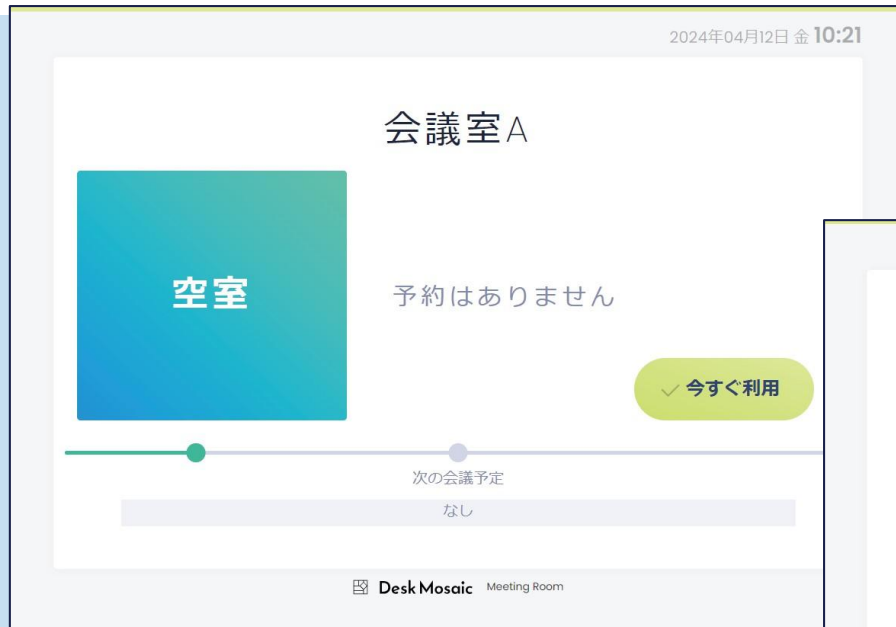 2024年04月12日 金 10:21
会議室A
空室
予約はありません
今すぐ利用
次の会議予定
なし
Desk Mosaic Meeting Room